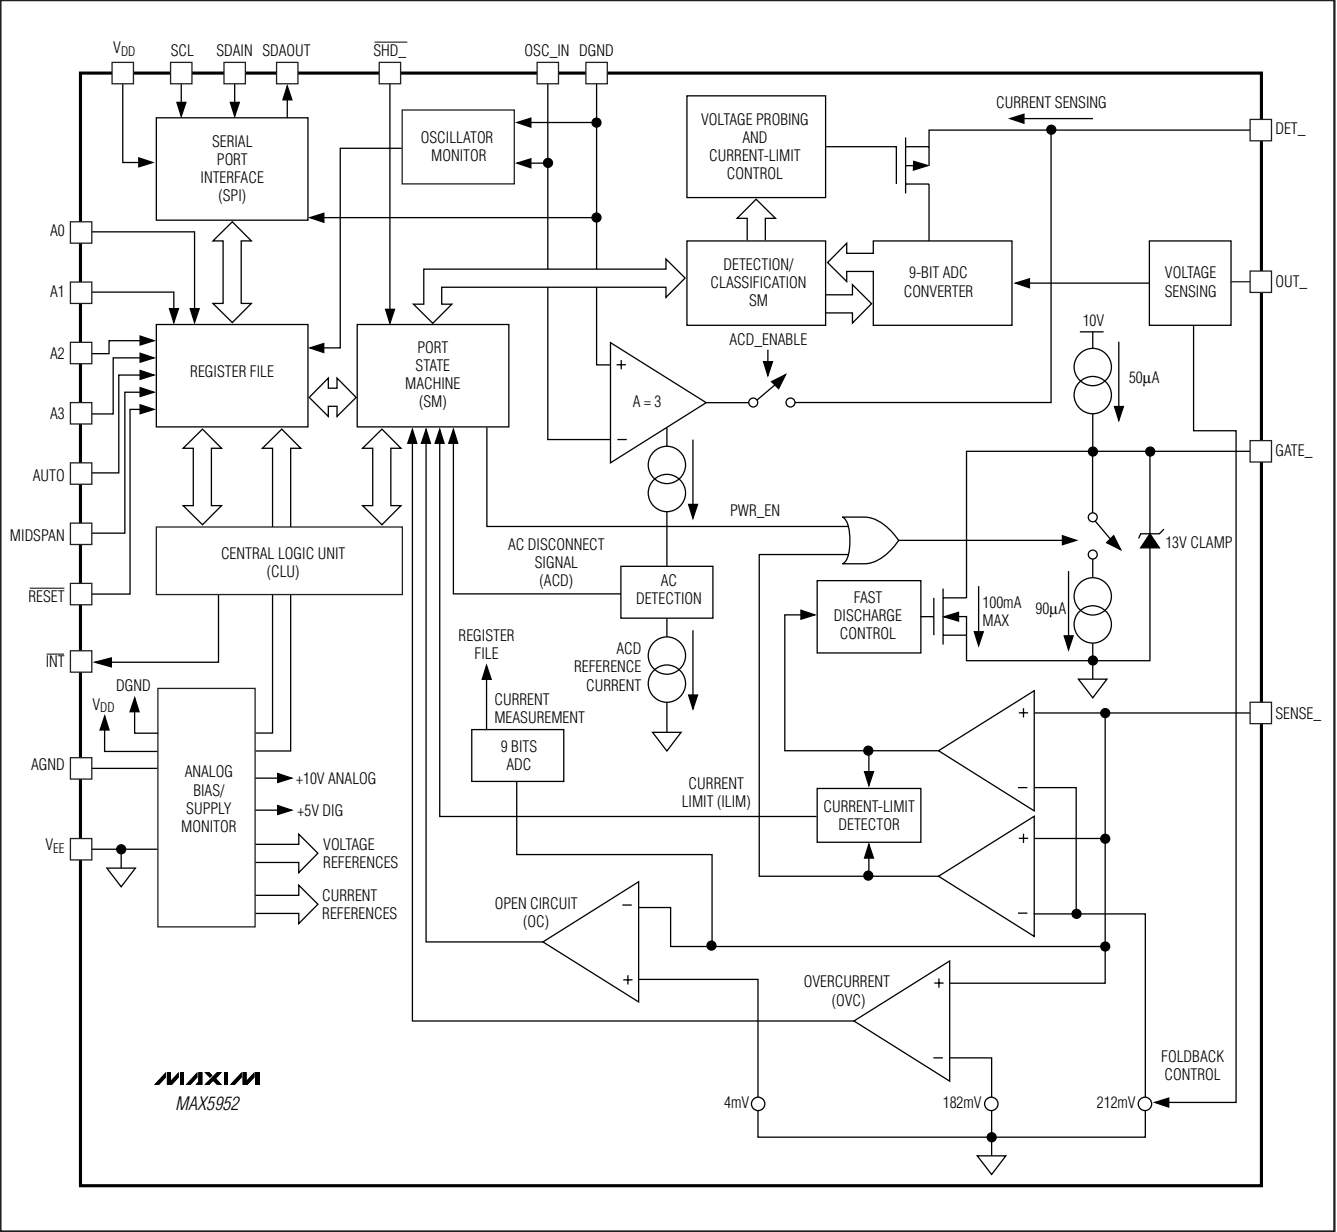 VDD
SCL
SDAIN
SDAOUT
SHD_
OSC_IN
DGND
CURRENT SENSING
SERIAL
PORT
INTERFACE
(SPI)
OSCILLATOR
MONITOR
VOLTAGE PROBING
AND
CURRENT-LIMIT
CONTROL
DET_
A0
A1
A2
A3
AUTO
MIDSPAN
RESET
INT
DETECTION/
CLASSIFICATION
SM
9-BIT ADC
CONVERTER
VOLTAGE
SENSING
OUT_
REGISTER FILE
PORT
STATE
MACHINE
(SM)
+
A = 3
−
ACD_ENABLE
10V
50µA
GATE_
PWR_EN
CENTRAL LOGIC UNIT
(CLU)
AC DISCONNECT
SIGNAL
(ACD)
AC
DETECTION
13V CLAMP
FAST
DISCHARGE
CONTROL
100mA
MAX
90µA
REGISTER
FILE
ACD
REFERENCE
CURRENT
CURRENT
MEASUREMENT
9 BITS
ADC
DGND
VDD
AGND
VEE
ANALOG
BIAS/
SUPPLY
MONITOR
+10V ANALOG
+5V DIG
VOLTAGE
REFERENCES
CURRENT
REFERENCES
+
−
SENSE_
CURRENT
LIMIT (ILIM)
CURRENT-LIMIT
DETECTOR
+
−
OPEN CIRCUIT
(OC)
−
+
OVERCURRENT
(OVC)
+
−
FOLDBACK
CONTROL
4mV
182mV
212mV
MAXIM
MAX5952